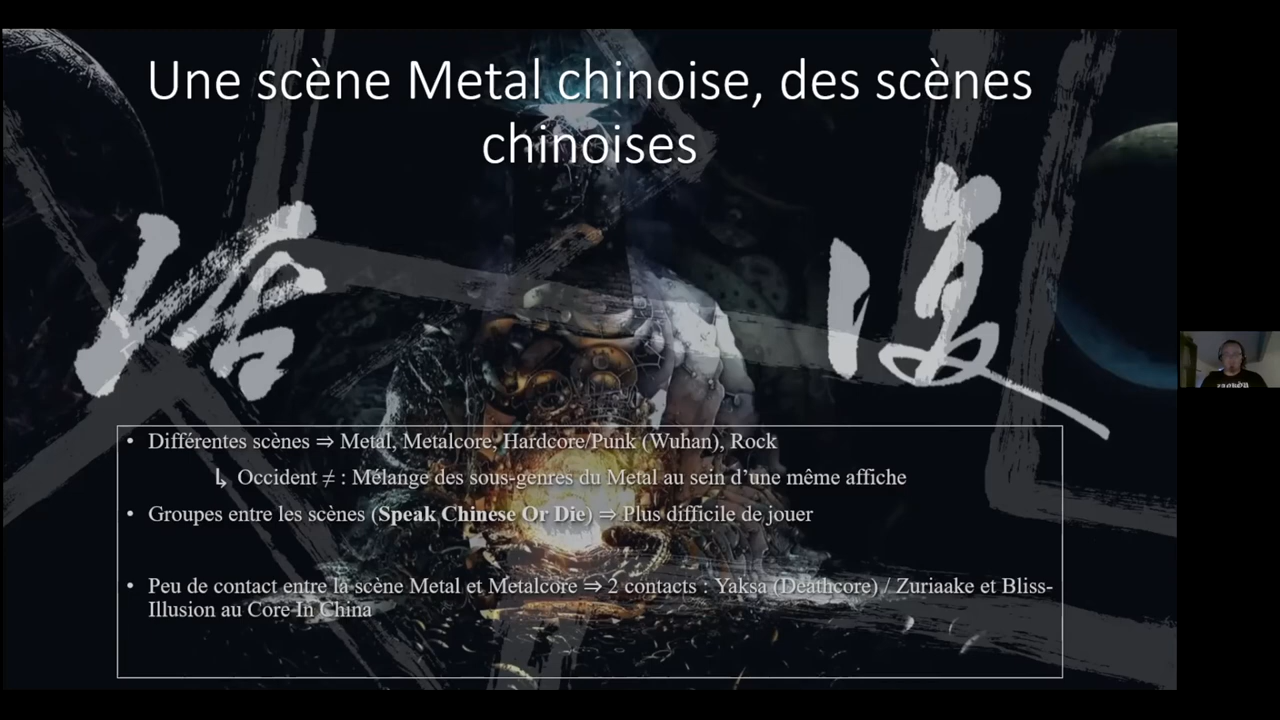 Une scène Metal chinoise, des scènes
chinoises
• Différentes scènes ⇒ Metal, Metalcore, Hardcore/Punk (Wuhan), Rock
↳ Occident ≠ : Mélange des sous-genres du Metal au sein d’une même affiche
• Groupes entre les scènes (Speak Chinese Or Die) ⇒ Plus difficile de jouer
• Peu de contact entre la scène Metal et Metalcore ⇒ 2 contacts : Yaksa (Deathcore) / Zuriaake et Bliss-
Illusion au Core In China